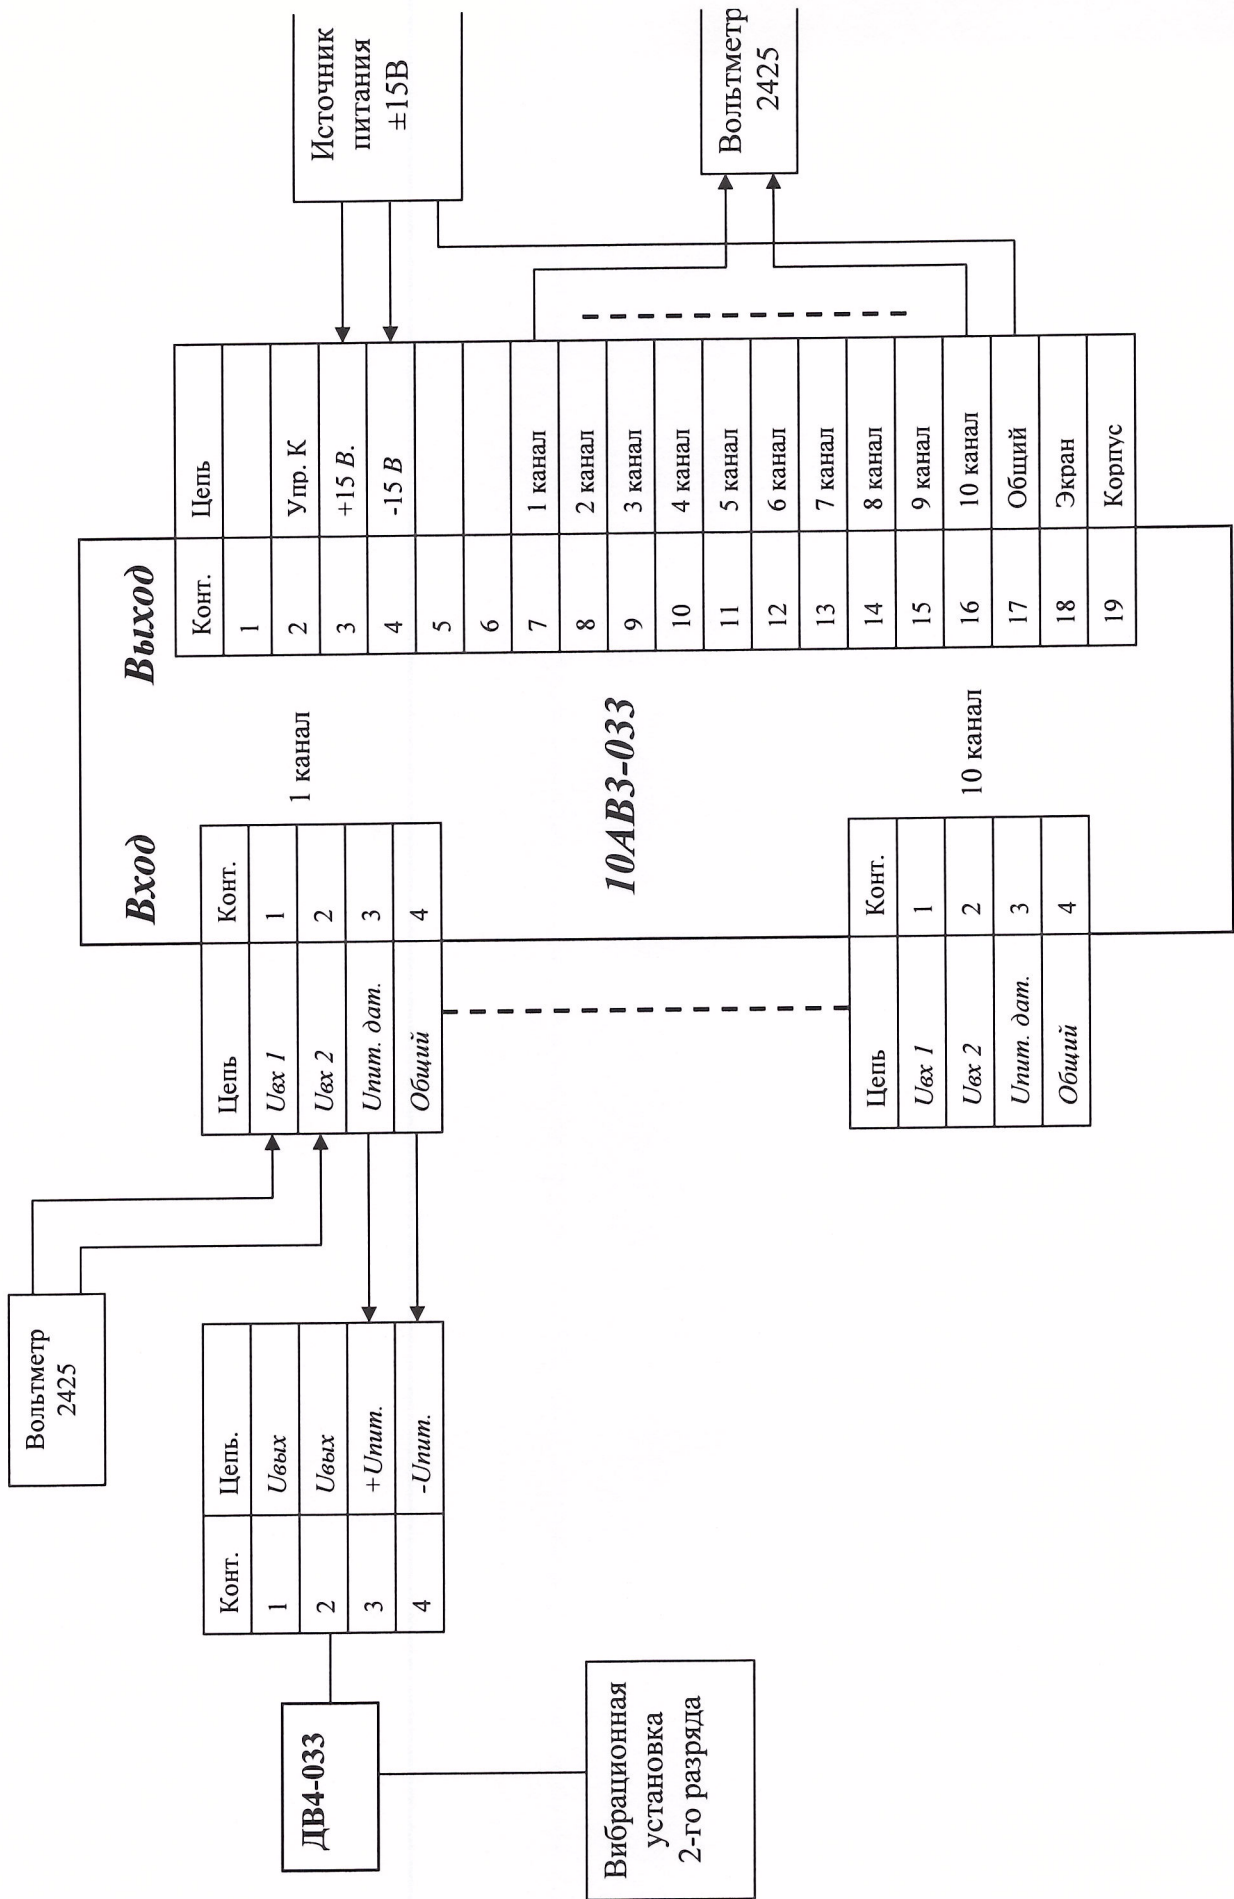 Вольтметр
2425
ДВ4-033
Вибрационная
установка
2-го разряда
Конт.
Цепь.
1
Uвых
2
Uвых
3
+Uпит.
4
-Uпит.
Вход
Выход
10АВЗ-033
1 канал
Цепь
Конт.
Uвх 1
1
Uвх 2
2
Uпит. дат.
3
Общий
4
10 канал
Цепь
Конт.
Uвх 1
1
Uвх 2
2
Uпит. дат.
3
Общий
4
Конт.
Цепь
1
2
Упр. К
3
+15 В.
4
-15 В
5
6
7
1 канал
8
2 канал
9
3 канал
10
4 канал
11
5 канал
12
6 канал
13
7 канал
14
8 канал
15
9 канал
16
10 канал
17
Общий
18
Экран
19
Корпус
Источник
питания
±15В
Вольтметр
2425